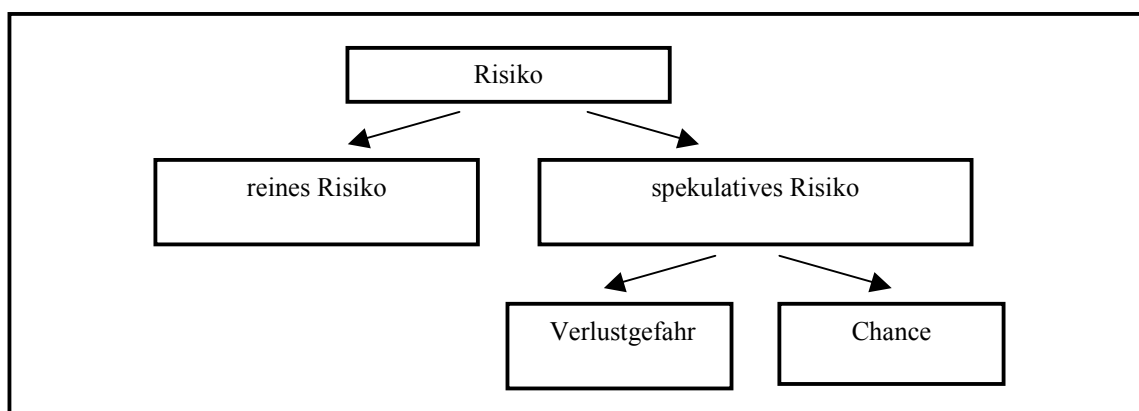 Risiko
reines Risiko
spekulatives Risiko
Verlustgefahr
Chance